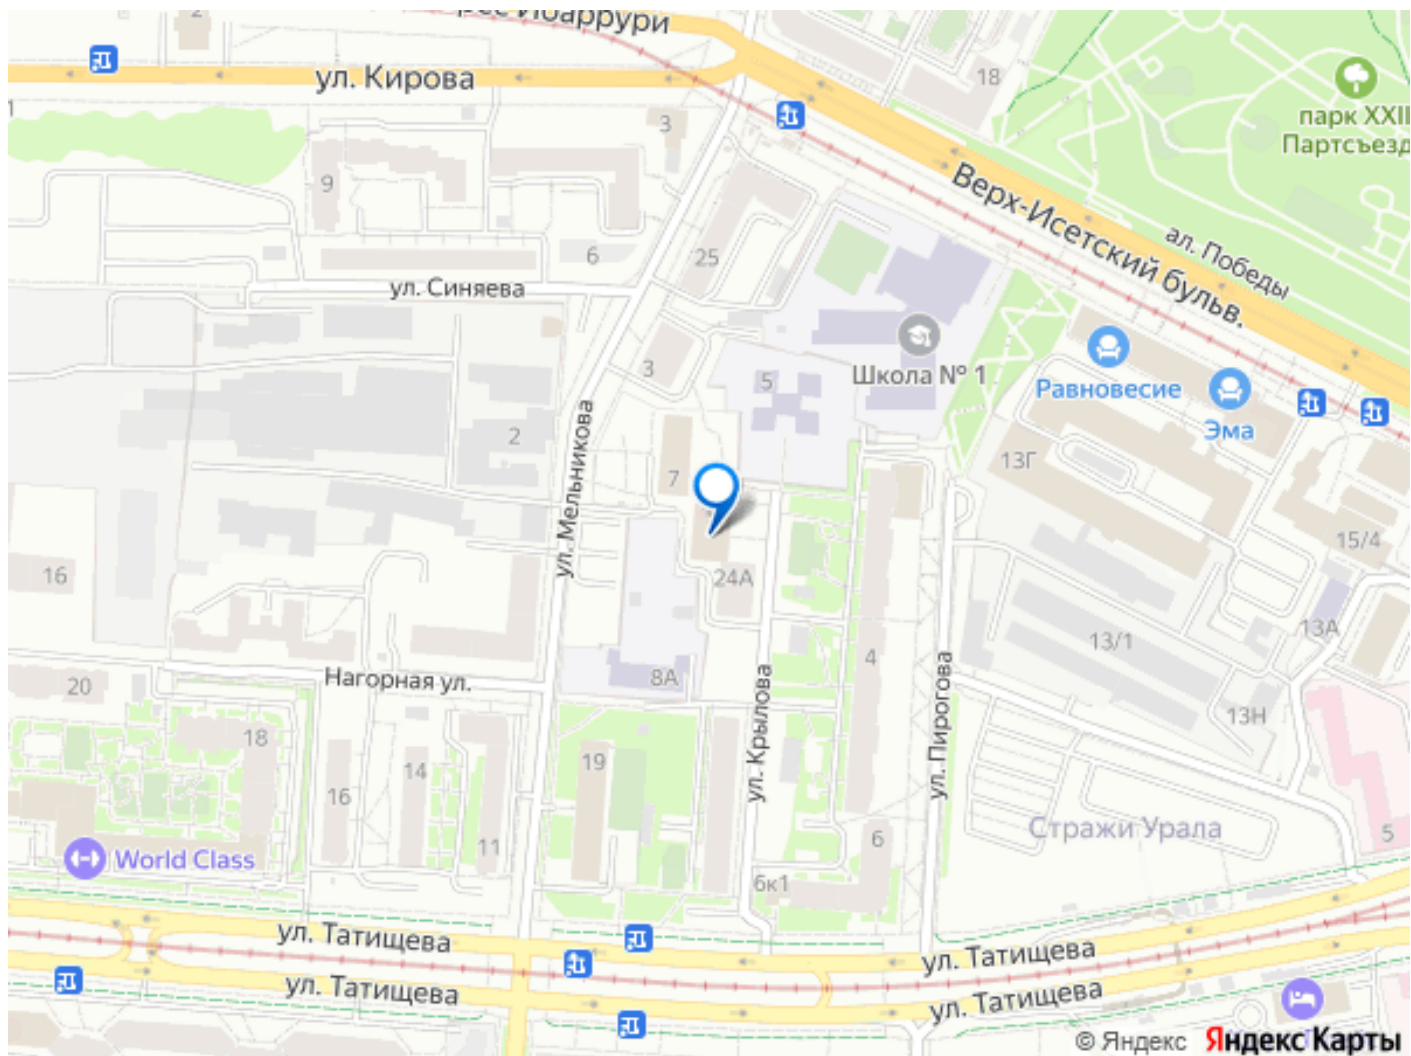 2
Ибаррури
ул. Кирова
18
парк XXII
Партсъезд
3
9
Верх-Исетский бульв.
ал. Победы
25
6
ул. Синяева
3
5
Школа № 1
Равновесие
Эма
2
ул. Мельникова
7
13Г
15/4
16
24А
13А
13/1
4
8А
Нагорная ул.
20
ул. Крылова
ул. Пирогова
13Н
18
19
14
16
11
Стражи Урала
5
6
6к1
World Class
ул. Татищева
ул. Татищева
ул. Татищева
ул. Татищева
© Яндекс Яндекс Карты